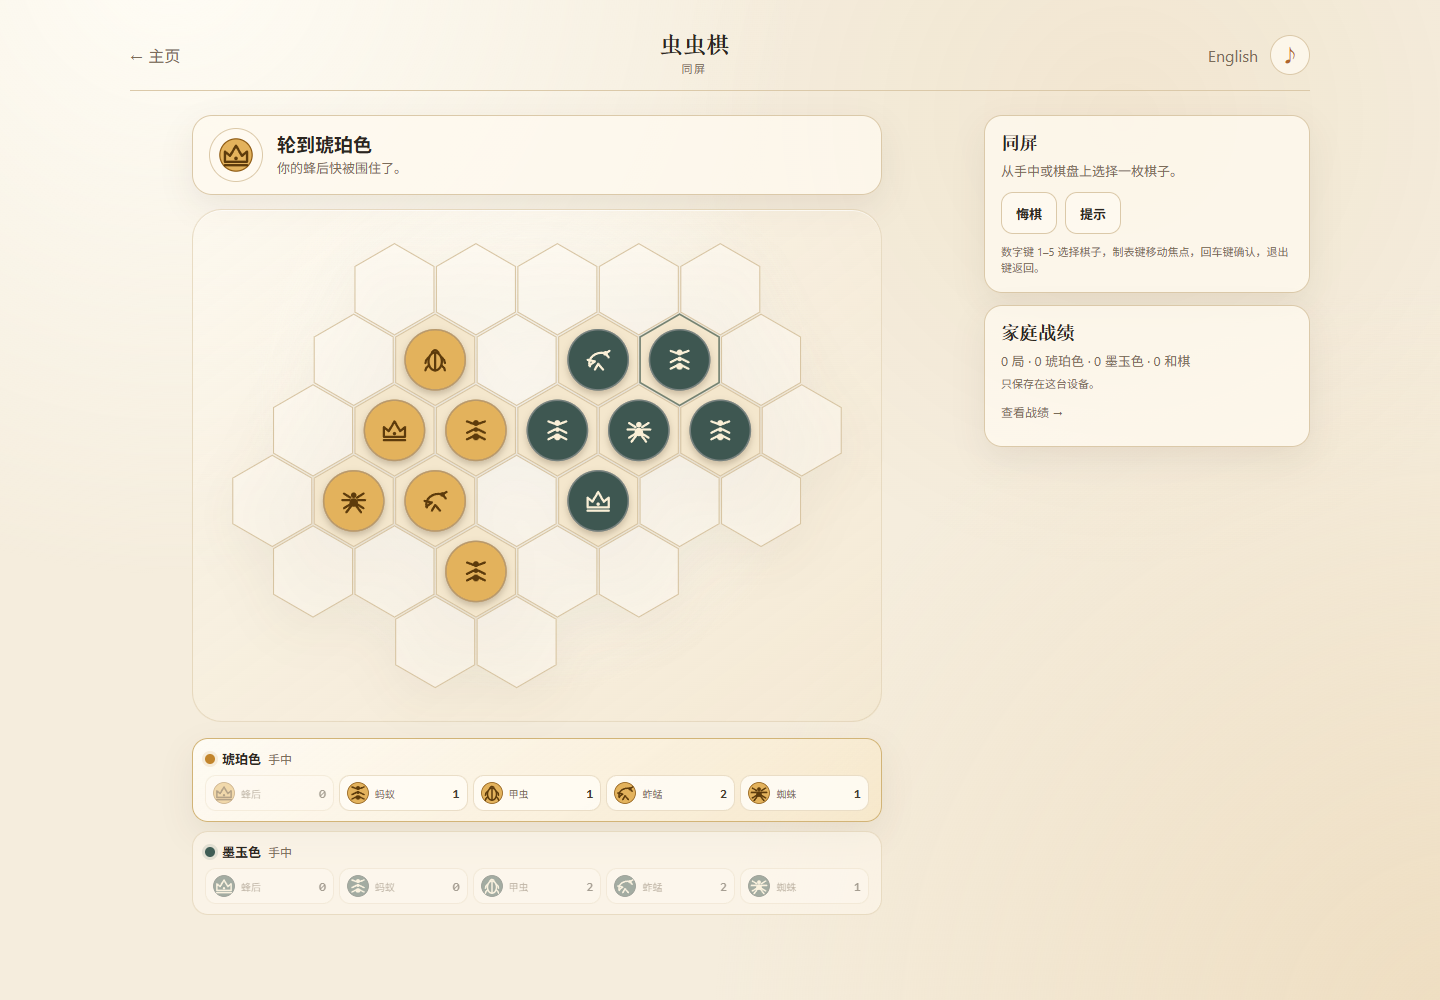 ← 主页
虫虫棋
同屏
English
轮到琥珀色
你的蜂后快被围住了。
同屏
从手中或棋盘上选择一枚棋子。
悔棋
提示
数字键 1–5 选择棋子，制表键移动焦点，回车键确认，退出
键返回。
家庭战绩
0 局 · 0 琥珀色 · 0 墨玉色 · 0 和棋
只保存在这台设备。
查看战绩 →
琥珀色 手中
蜂后 0
蚂蚁 1
甲虫 1
蚱蜢 2
蜘蛛 1
墨玉色 手中
蜂后 0
蚂蚁 0
甲虫 2
蚱蜢 2
蜘蛛 1